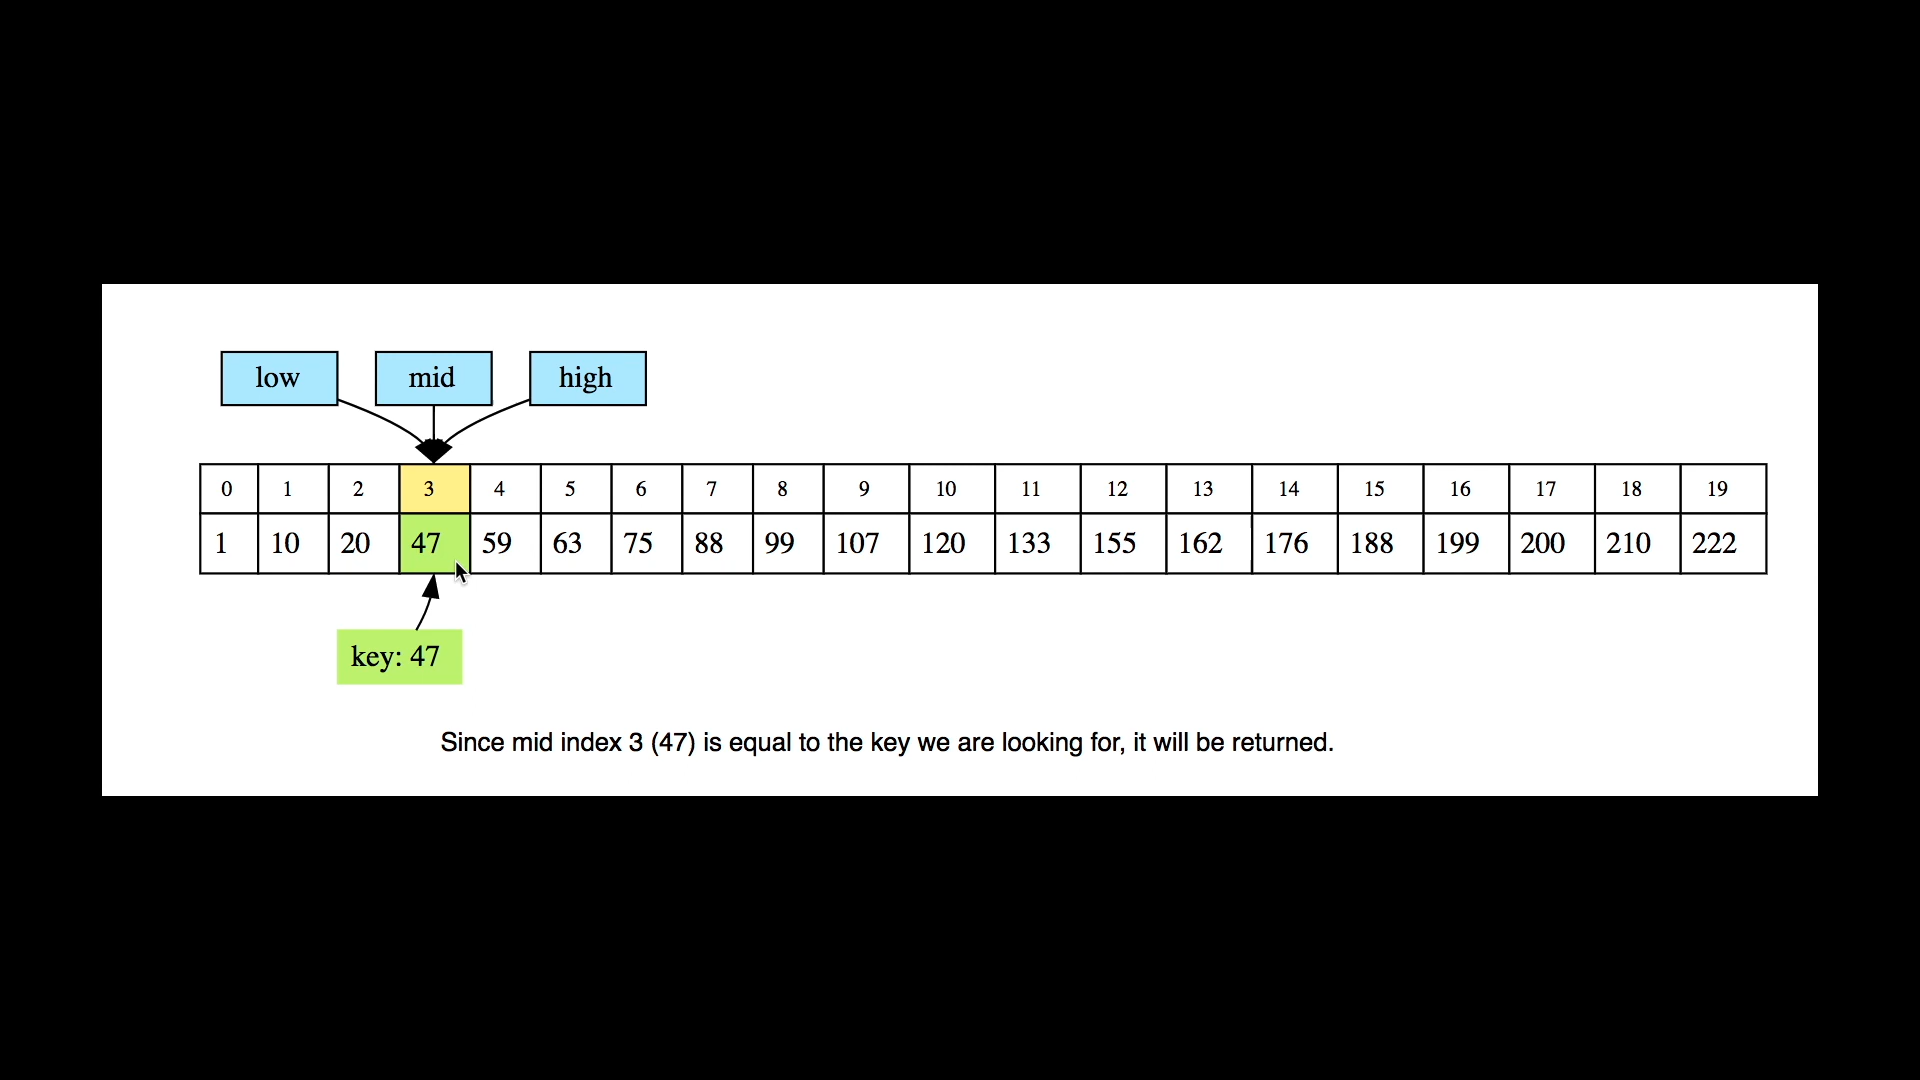 low mid high
0 1 2 3 4 5 6 7 8 9 10 11 12 13 14 15 16 17 18 19
1 10 20 47 59 63 75 88 99 107 120 133 155 162 176 188 199 200 210 222
key: 47
Since mid index 3 (47) is equal to the key we are looking for, it will be returned.